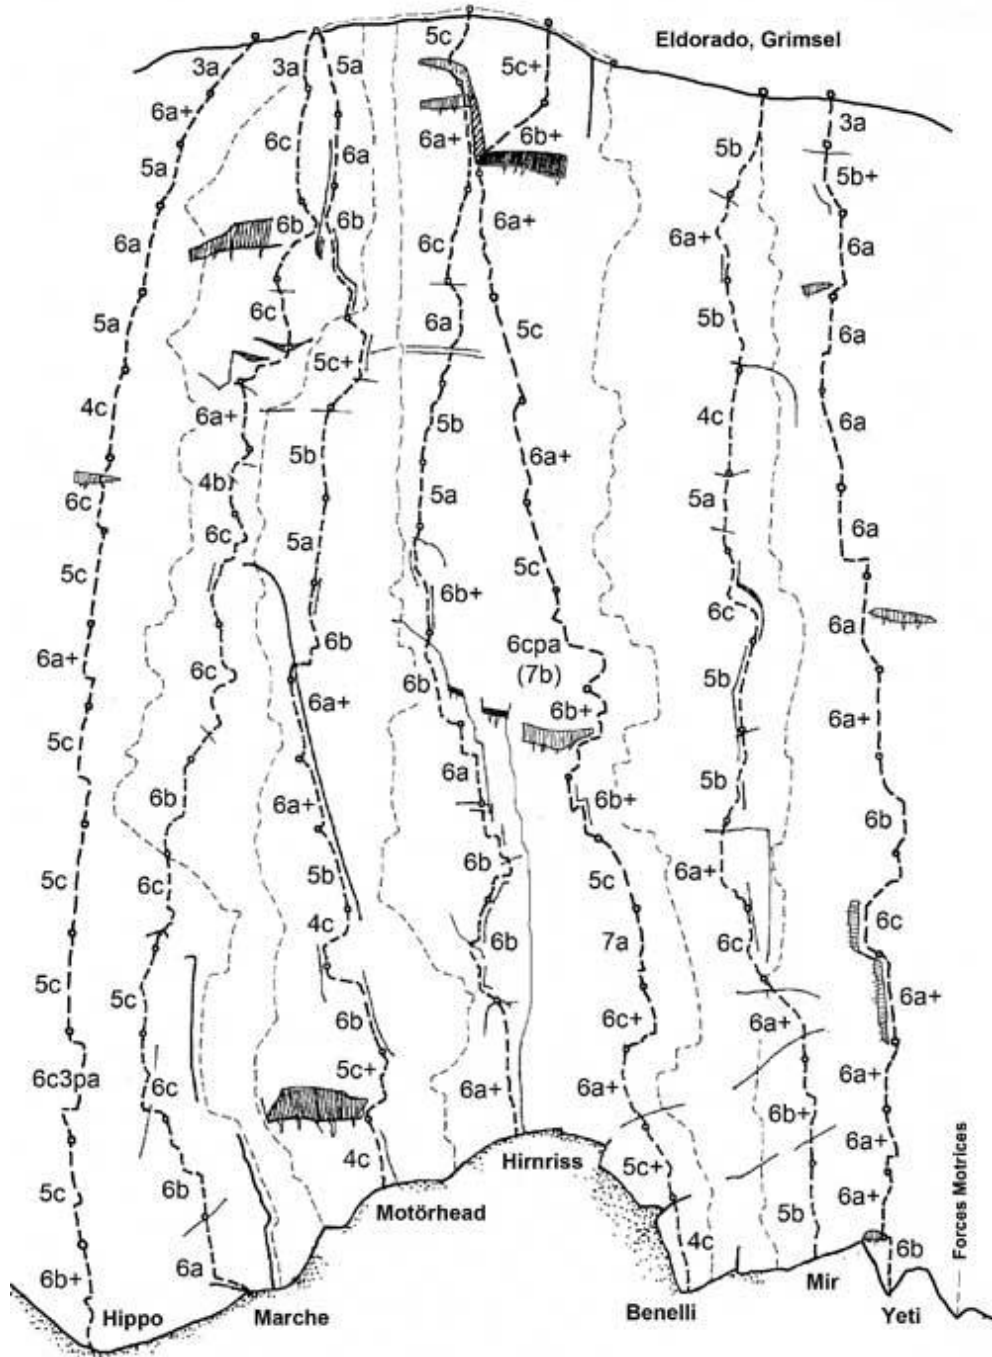 Eldorado, Grimsel
5c
3a
3a
5a
5c+
3a
6a+
6c
6a
6a+
6b+
5b
5a
5b+
6b
6b
6a+
6a+
6a
6c
6a
5a
6c
6a
5c
5b
6a
5c+
4c
6a+
5b
5b
4c
6a
6c
4b
6a+
5a
5a
6c
5a
6a
5c
5c
6b+
6c
6a
6a+
6c
6b
6b
6cpa
(7b)
5b
6a+
6b+
6a+
5c
6b
6a+
6a
6b+
5b
6b
5c
6c
5b
6b
5c
6a+
4c
6b
7a
6c
6c
5c
5c
6b
6c+
6a+
6a+
6c3pa
6c
5c+
6a+
6a+
6b+
6a+
6a+
5c
6b
4c
5c+
5b
6a+
Hirnriss
Motörhead
6b+
6a
4c
6b
Forces Motrices
Hippo
Marche
Benelli
Mir
Yeti